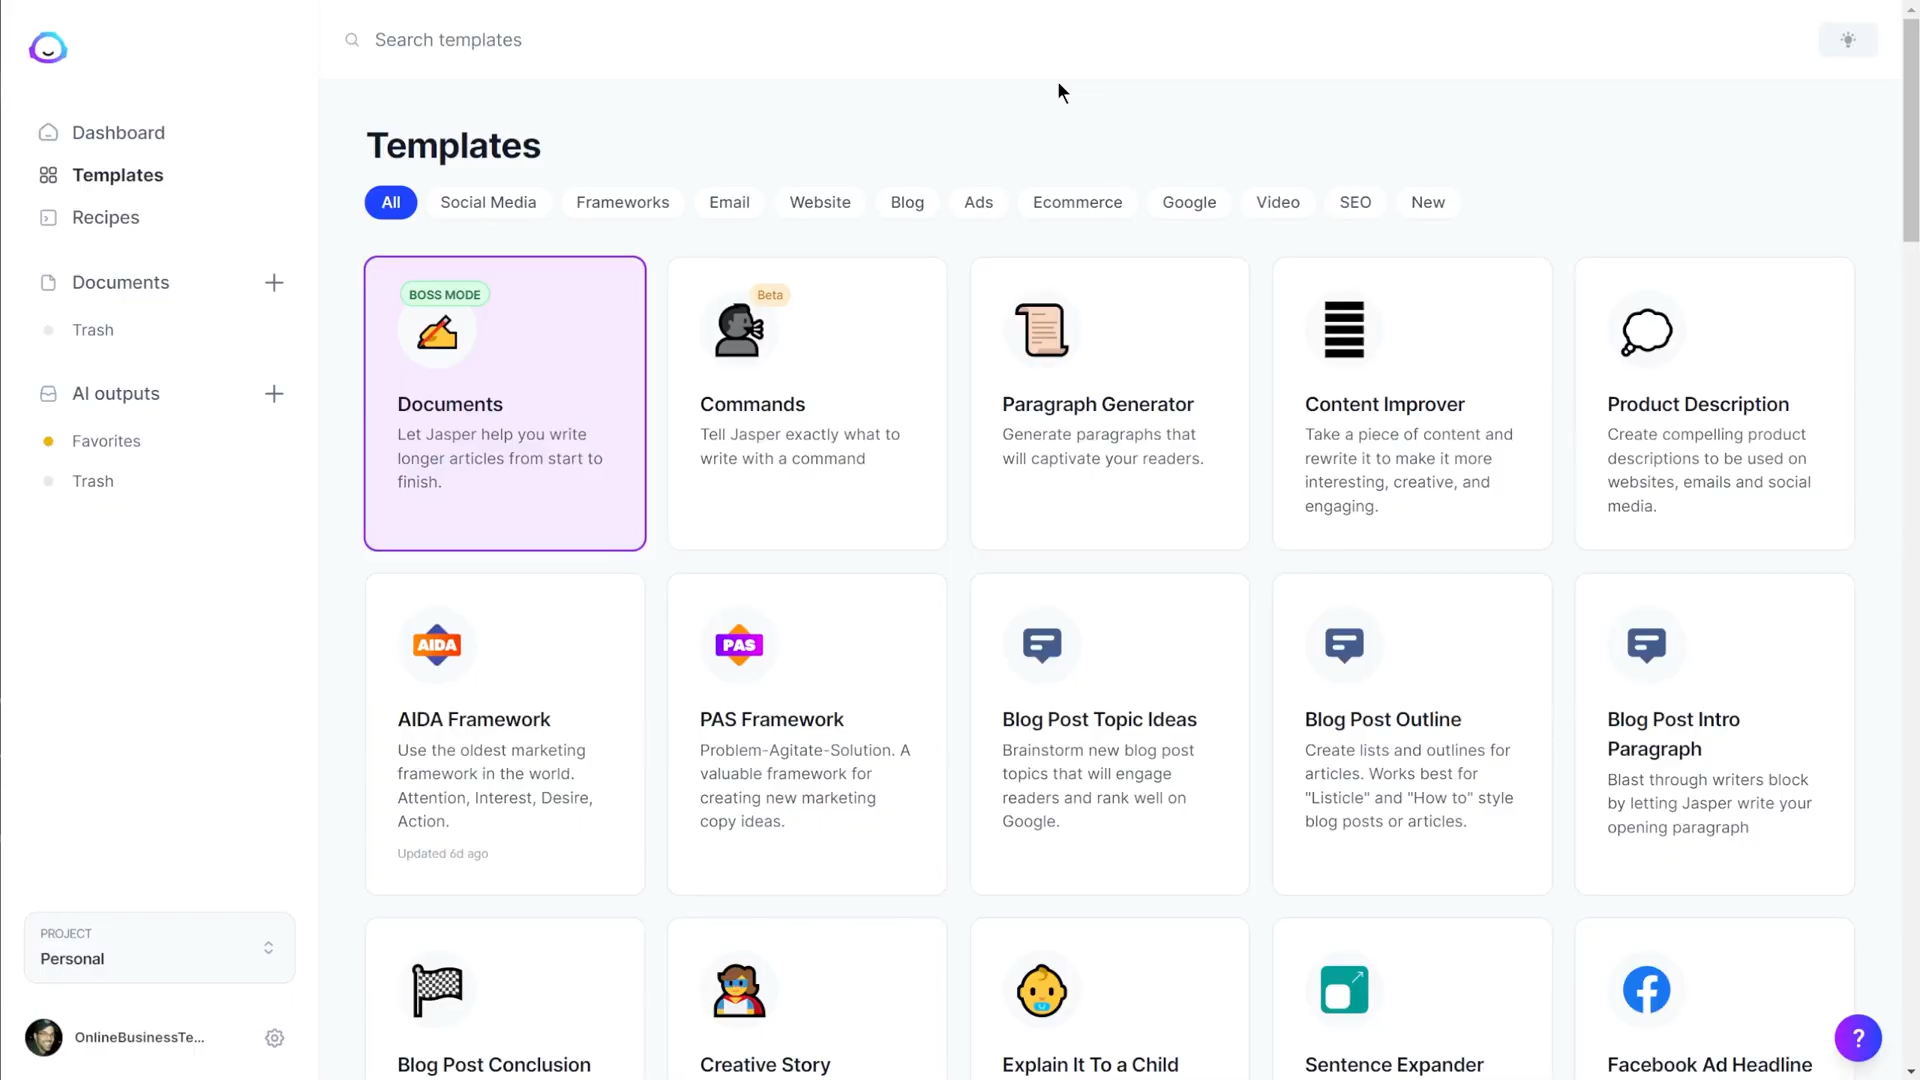 Search templates
Dashboard
Templates
Recipes
Documents
Trash
AI outputs
Favorites
Trash
PROJECT
Personal
OnlineBusinessTe...
Templates
All
Social Media
Frameworks
Email
Website
Blog
Ads
Ecommerce
Google
Video
SEO
New
BOSS MODE
Documents
Let Jasper help you write
longer articles from start to
finish.
Beta
Commands
Tell Jasper exactly what to
write with a command
Paragraph Generator
Generate paragraphs that
will captivate your readers.
Content Improver
Take a piece of content and
rewrite it to make it more
interesting, creative, and
engaging.
Product Description
Create compelling product
descriptions to be used on
websites, emails and social
media.
AIDA
AIDA Framework
Use the oldest marketing
framework in the world.
Attention, Interest, Desire,
Action.
Updated 6d ago
PAS
PAS Framework
Problem-Agitate-Solution. A
valuable framework for
creating new marketing
copy ideas.
Blog Post Topic Ideas
Brainstorm new blog post
topics that will engage
readers and rank well on
Google.
Blog Post Outline
Create lists and outlines for
articles. Works best for
"Listicle" and "How to" style
blog posts or articles.
Blog Post Intro
Paragraph
Blast through writers block
by letting Jasper write your
opening paragraph
Blog Post Conclusion
Creative Story
Explain It To a Child
Sentence Expander
Facebook Ad Headline
?